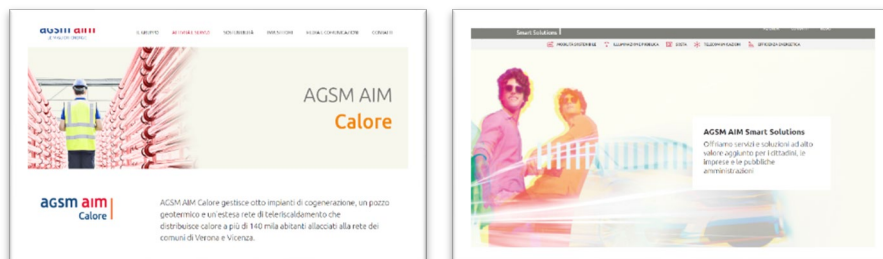 agsm aim
IL GRUPPO ATTIVITÀ E SERVIZI SOSTENIBILITÀ INVESTITORI MEDIA E COMUNICAZIONE CONTATTI
AGSM AIM
Calore
agsm aim
Calore
AGSM AIM Calore gestisce otto impianti di cogenerazione, un pozzo
geotermico e un'estesa rete di teleriscaldamento che
distribuisce calore a più di 140 mila abitanti allacciati alla rete dei
comuni di Verona e Vicenza.
Smart Solutions
MOBILITÀ SOSTENIBILE ILLUMINAZIONE PUBBLICA TELECOMUNICAZIONI EFFICIENZA ENERGETICA
AGSM AIM Smart Solutions
Offriamo servizi e soluzioni ad alto
valore aggiunto per i cittadini, le
imprese e le pubbliche
amministrazioni